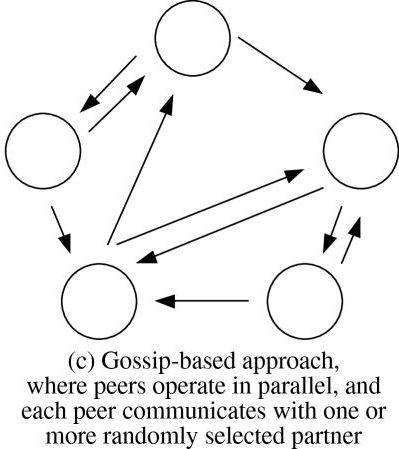 (c) Gossip-based approach,
where peers operate in parallel, and
each peer communicates with one or
more randomly selected partner